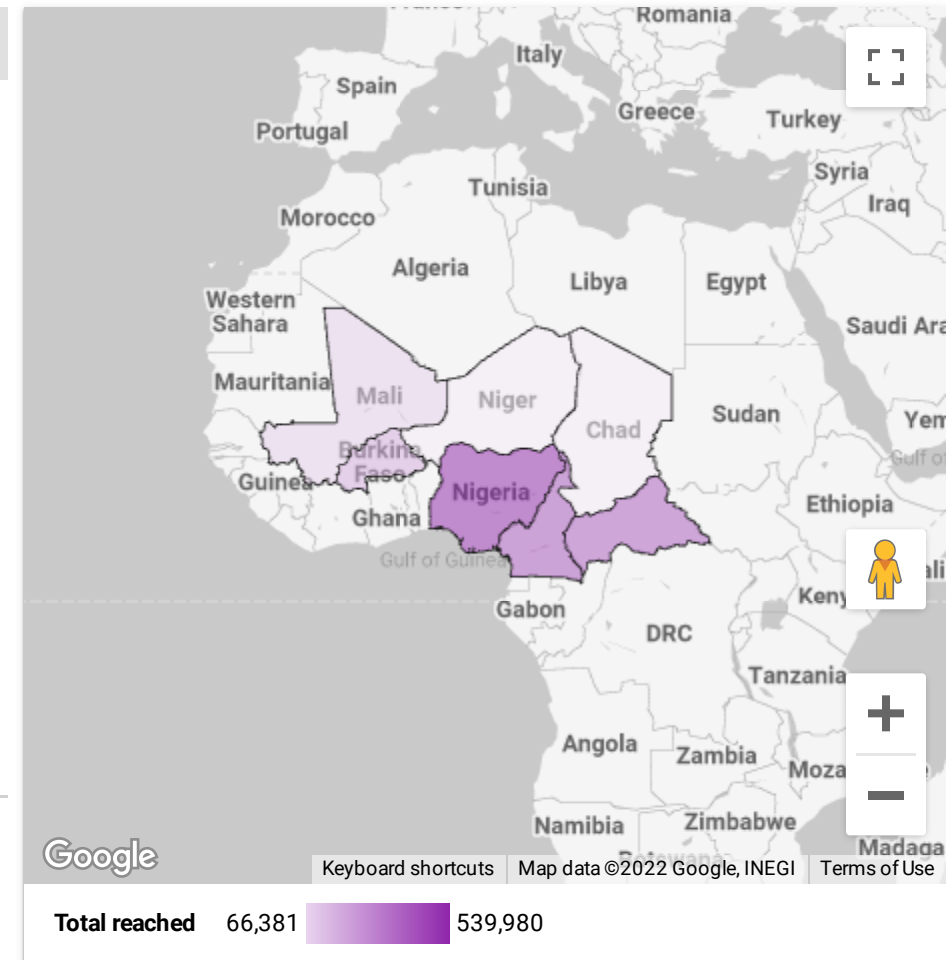 Romania
Italy
Spain
Greece
Turkey
Portugal
Syria
Tunisia
Iraq
Morocco
Algeria
Libya
Egypt
Western
Sahara
Saudi Ara
Mauritania
Mali
Niger
Chad
Sudan
Yem
Burkina
Faso
Gulf of
Guinea
Nigeria
Ethiopia
Ghana
Gulf of Guinea
ali
Gabon
Keny
DRC
Tanzania
Angola
Zambia
Moza
e
Namibia
Zimbabwe
Botswana
Madaga
Google
Keyboard shortcuts
Map data ©2022 Google, INEGI
Terms of Use
Total reached 66,381 539,980